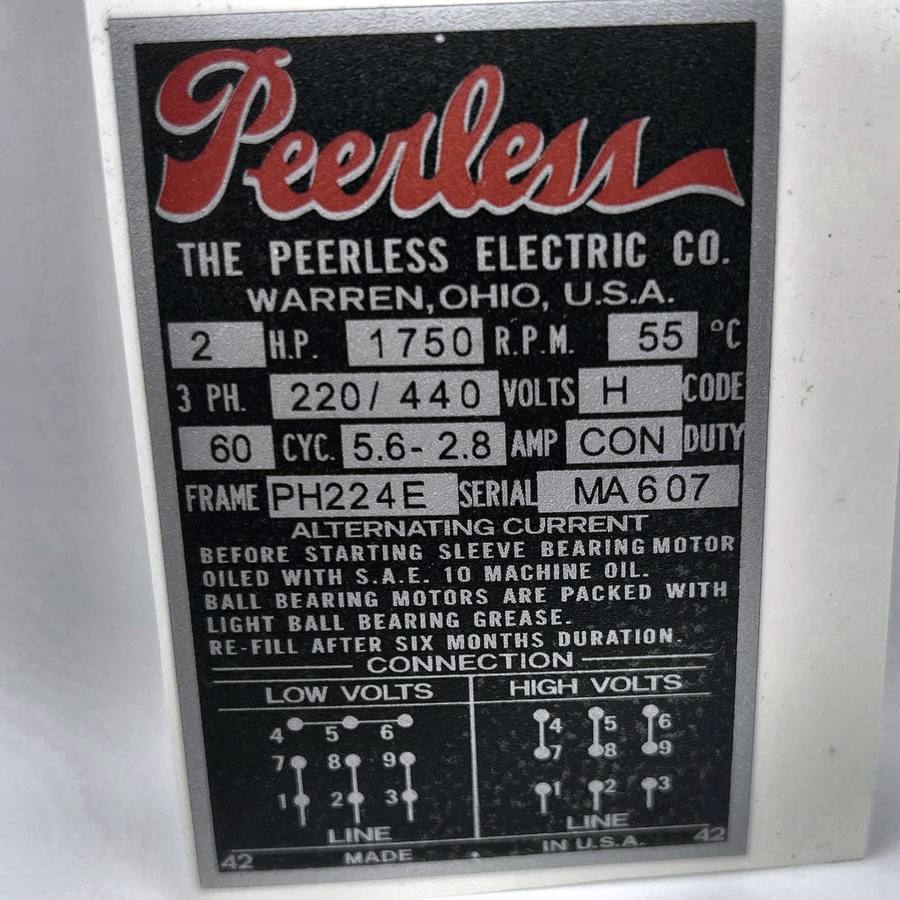 Peerless
THE PEERLESS ELECTRIC CO.
WARREN, OHIO, U.S.A.
2 H.P. 1750 R.P.M. 55 °C
3 PH. 220/ 440 VOLTS H CODE
60 CYC. 5.6- 2.8 AMP CON DUTY
FRAME PH224E SERIAL MA 607
ALTERNATING CURRENT
BEFORE STARTING SLEEVE BEARING MOTOR
OILED WITH S.A.E. 10 MACHINE OIL.
BALL BEARING MOTORS ARE PACKED WITH
LIGHT BALL BEARING GREASE.
RE-FILL AFTER SIX MONTHS DURATION.
CONNECTION
LOW VOLTS HIGH VOLTS
4 5 6 4 5 6
7 8 9 7 8 9
1 2 3 1 2 3
LINE LINE
42 MADE IN U.S.A. 42